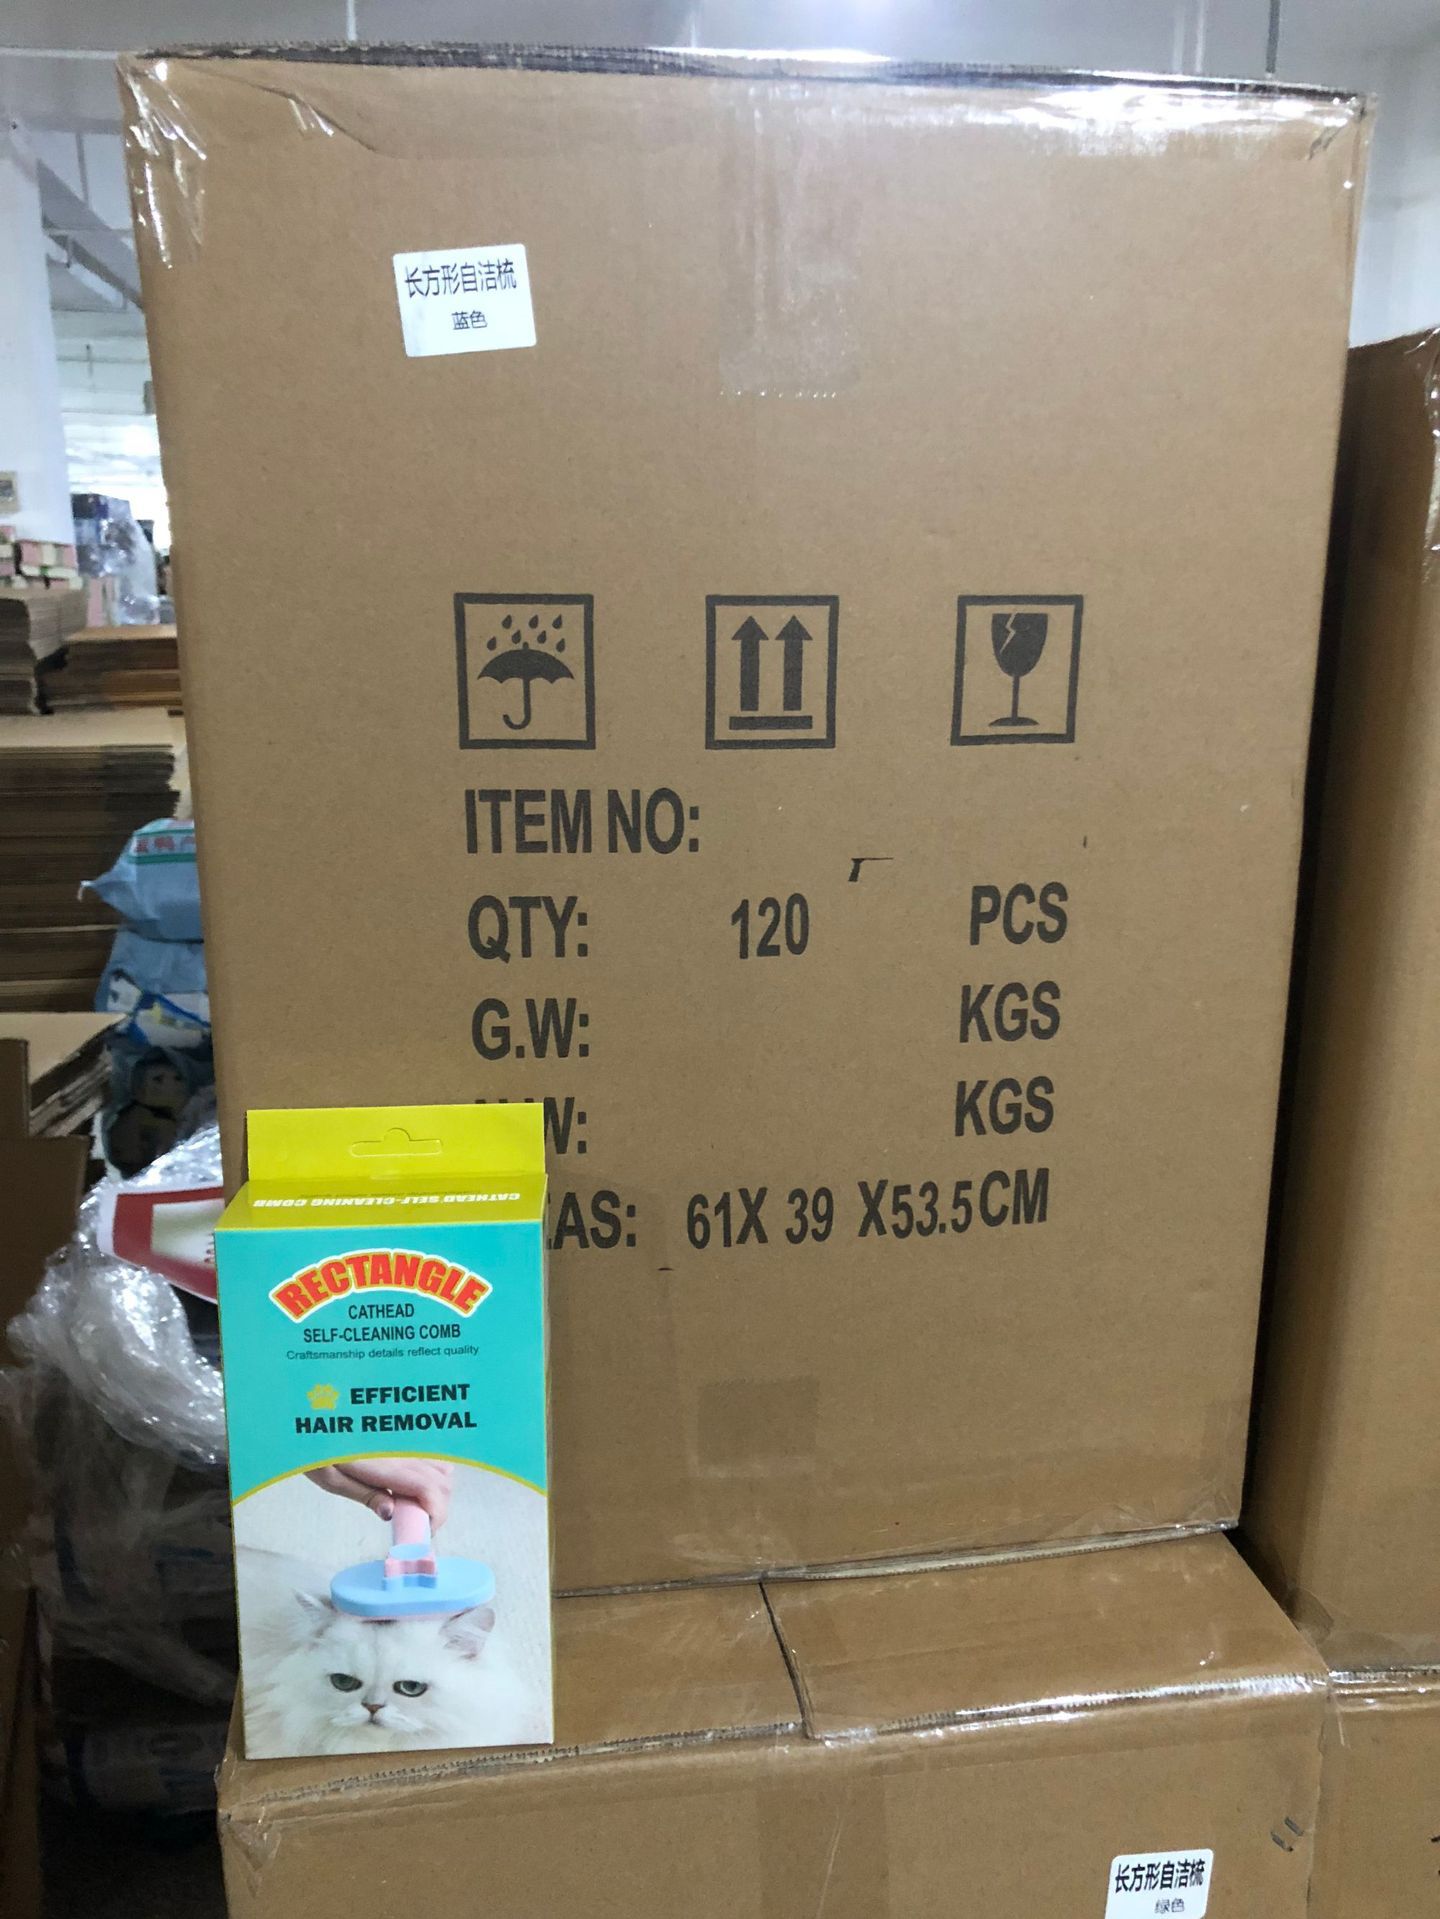 长方形自洁梳
蓝色
ITEM NO:
QTY: 120 PCS
G.W: KGS
W: KGS
EAS: 61X 39 X53.5CM
CATHEAD SELF-CLEANING COMB
RECTANGLE
CATHEAD
SELF-CLEANING COMB
Craftsmanship details reflect quality
EFFICIENT
HAIR REMOVAL
长方形自洁梳
绿色